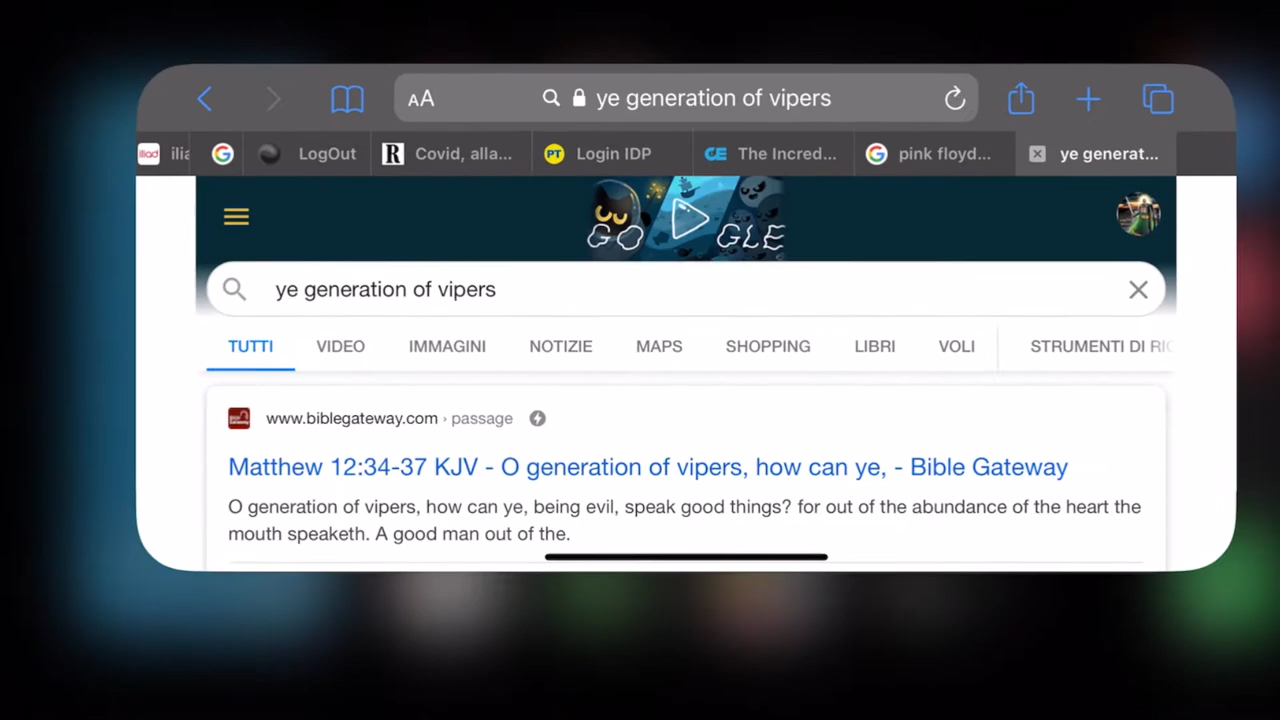 AA ye generation of vipers
iliad ilia LogOut R Covid, alla... PT Login IDP CE The Incred... pink floyd... ye generat...
GO GLE
ye generation of vipers
TUTTI VIDEO IMMAGINI NOTIZIE MAPS SHOPPING LIBRI VOLI STRUMENTI DI RIC
www.biblegateway.com › passage
Matthew 12:34-37 KJV - O generation of vipers, how can ye, - Bible Gateway
O generation of vipers, how can ye, being evil, speak good things? for out of the abundance of the heart the
mouth speaketh. A good man out of the.